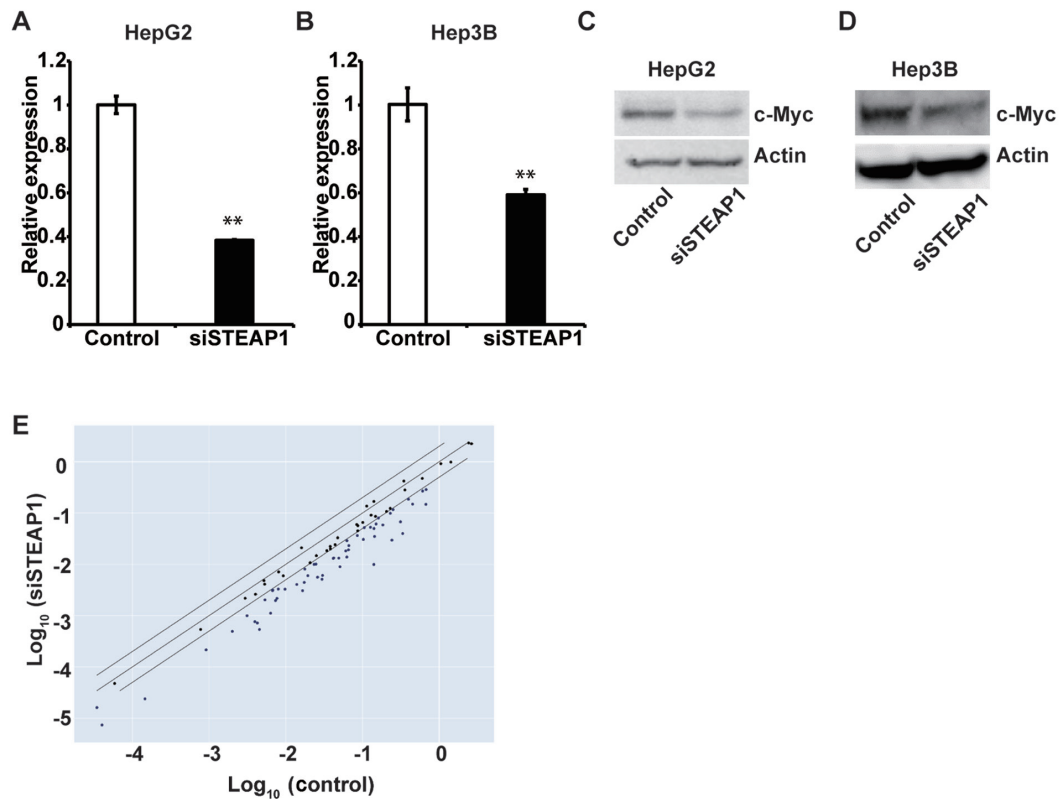 A
HepG2
Relative expression
1.2
1
0.8
0.6
0.4
0.2
0
**
Control
siSTEAP1
B
Hep3B
Relative expression
1.2
1
0.8
0.6
0.4
0.2
0
**
Control
siSTEAP1
C
HepG2
c-Myc
Actin
Control
siSTEAP1
D
Hep3B
c-Myc
Actin
Control
siSTEAP1
E
Log₁₀ (siSTEAP1)
0
-1
-2
-3
-4
-5
-4 -3 -2 -1 0
Log₁₀ (control)